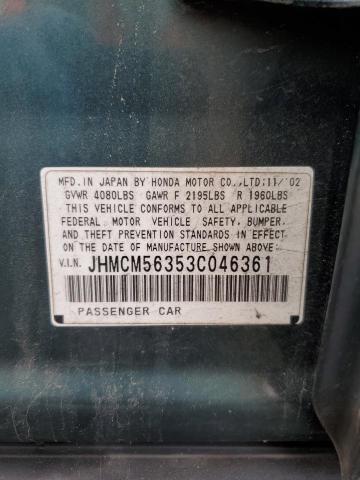 MFD.IN JAPAN BY HONDA MOTOR CO.,LTD:11/'02
GVWR 4080LBS GAWR F 2195LBS R 1960LBS
THIS VEHICLE CONFORMS TO ALL APPLICABLE
FEDERAL MOTOR VEHICLE SAFETY, BUMPER,
AND THEFT PREVENTION STANDARDS IN EFFECT
ON THE DATE OF MANUFACTURE SHOWN ABOVE.
V.I.N. JHMCM56353C046361
PASSENGER CAR